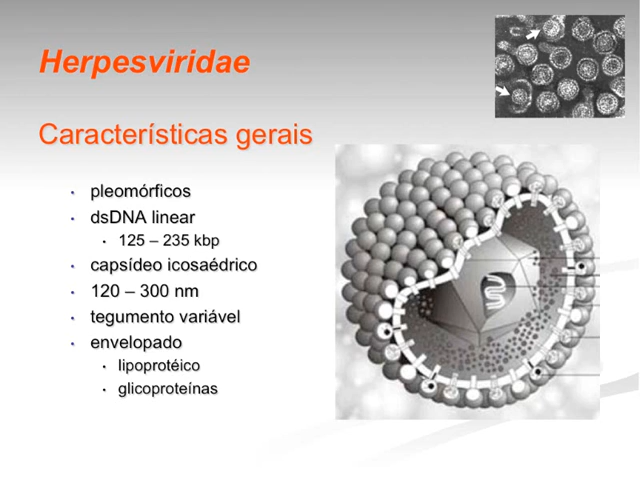 Herpesviridae
Características gerais
• pleomórficos
• dsDNA linear
• 125 – 235 kbp
• capsídeo icosaédrico
• 120 – 300 nm
• tegumento variável
• envelopado
• lipoprotéico
• glicoproteínas